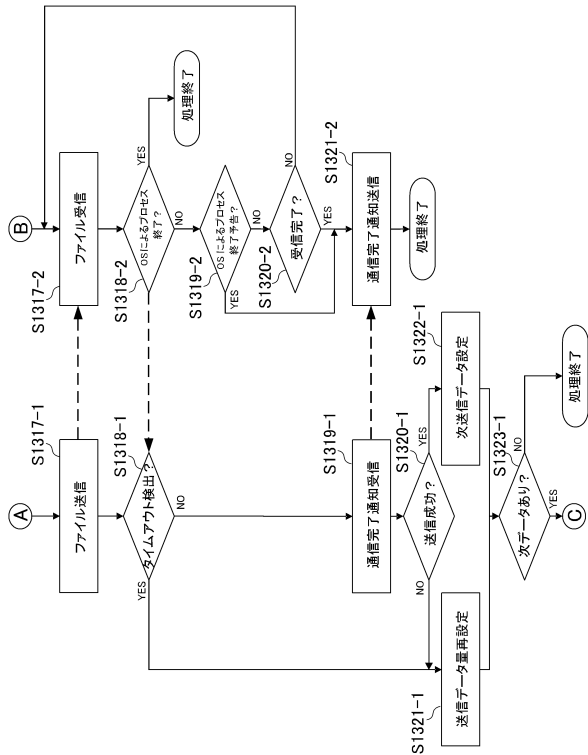 A
S1317-1
ファイル送信
S1318-1
タイムアウト検出？
YES
NO
S1319-1
通信完了通知受信
S1320-1
送信成功？
YES
NO
S1321-1
送信データ量再設定
S1322-1
次送信データ設定
S1323-1
次データあり？
NO
YES
処理終了
C
B
S1317-2
ファイル受信
S1318-2
OSによるプロセス
終了？
YES
NO
処理終了
S1319-2
OSによるプロセス
終了予告？
YES
NO
S1320-2
受信完了？
NO
YES
S1321-2
通信完了通知送信
処理終了